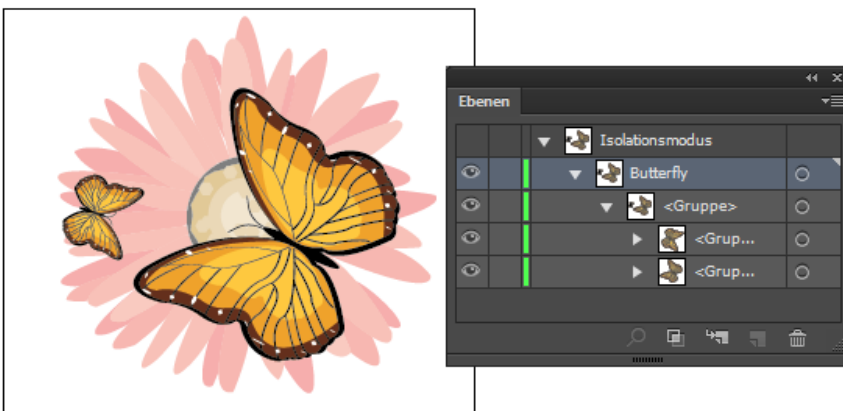 Ebenen
Isolationsmodus
Butterfly
<Gruppe>
<Grup...
<Grup...